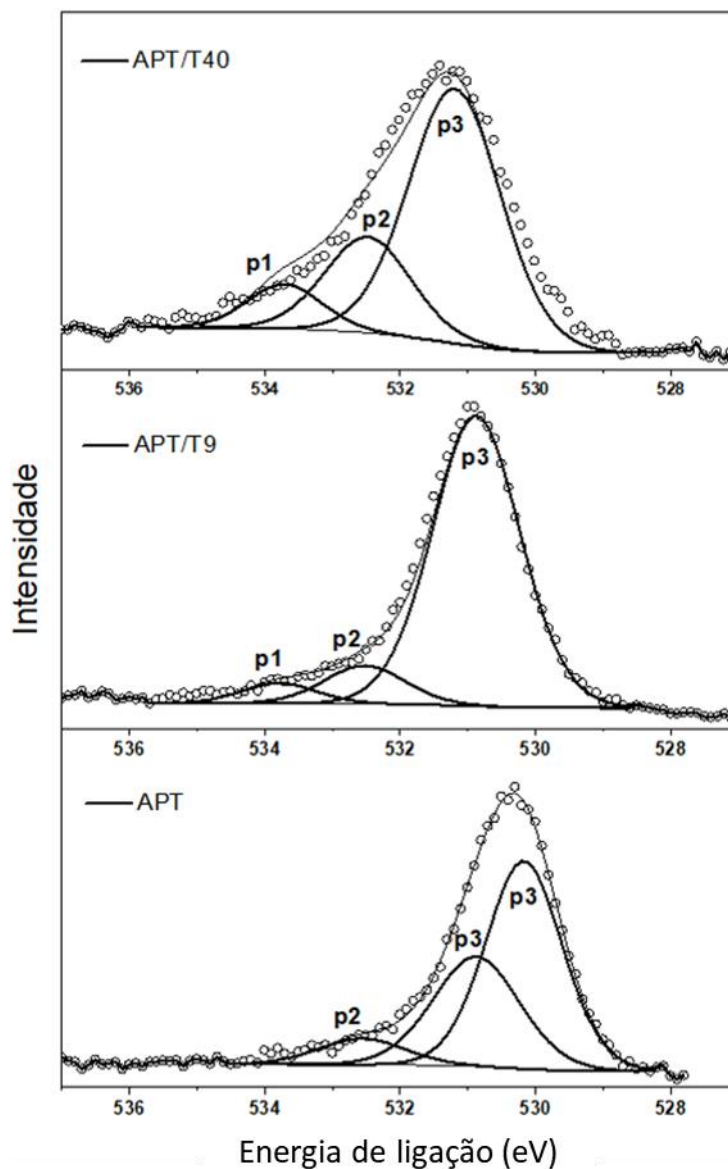 APT/T40
p3
p2
p1
536 534 532 530 528
APT/T9
p3
p2
p1
536 534 532 530 528
Intensidade
APT
p3
p3
p2
536 534 532 530 528
Energia de ligação (eV)